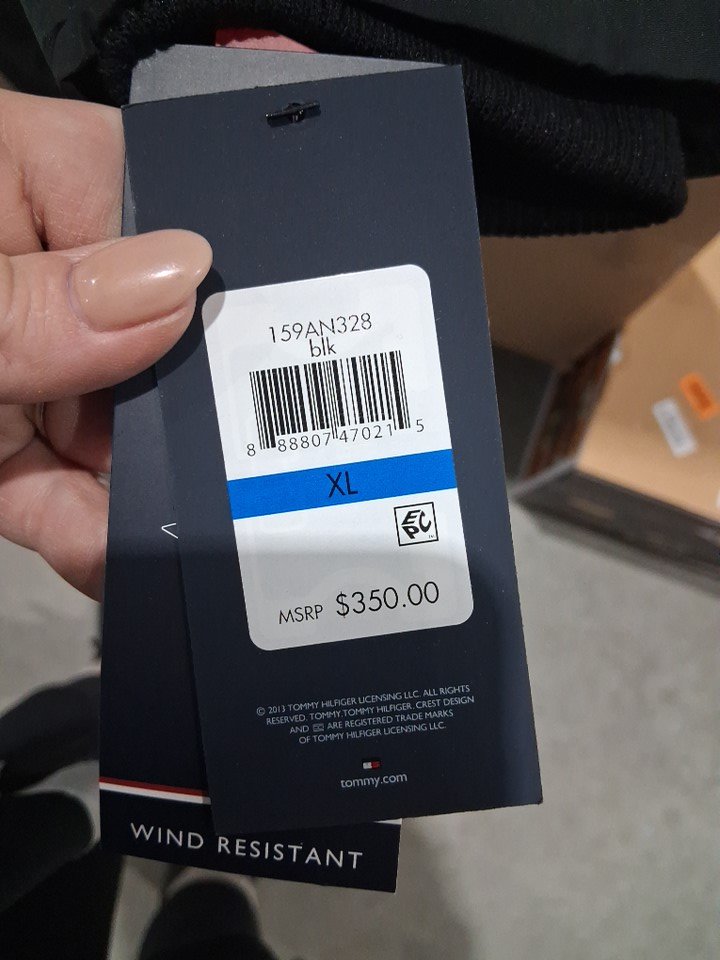 159AN328
blk
8 88807 47021 5
XL
EPC
MSRP $350.00
© 2013 TOMMY HILFIGER LICENSING LLC. ALL RIGHTS
RESERVED. TOMMY,TOMMY HILFIGER, CREST DESIGN
AND ARE REGISTERED TRADE MARKS
OF TOMMY HILFIGER LICENSING LLC.
tommy.com
WIND RESISTANT